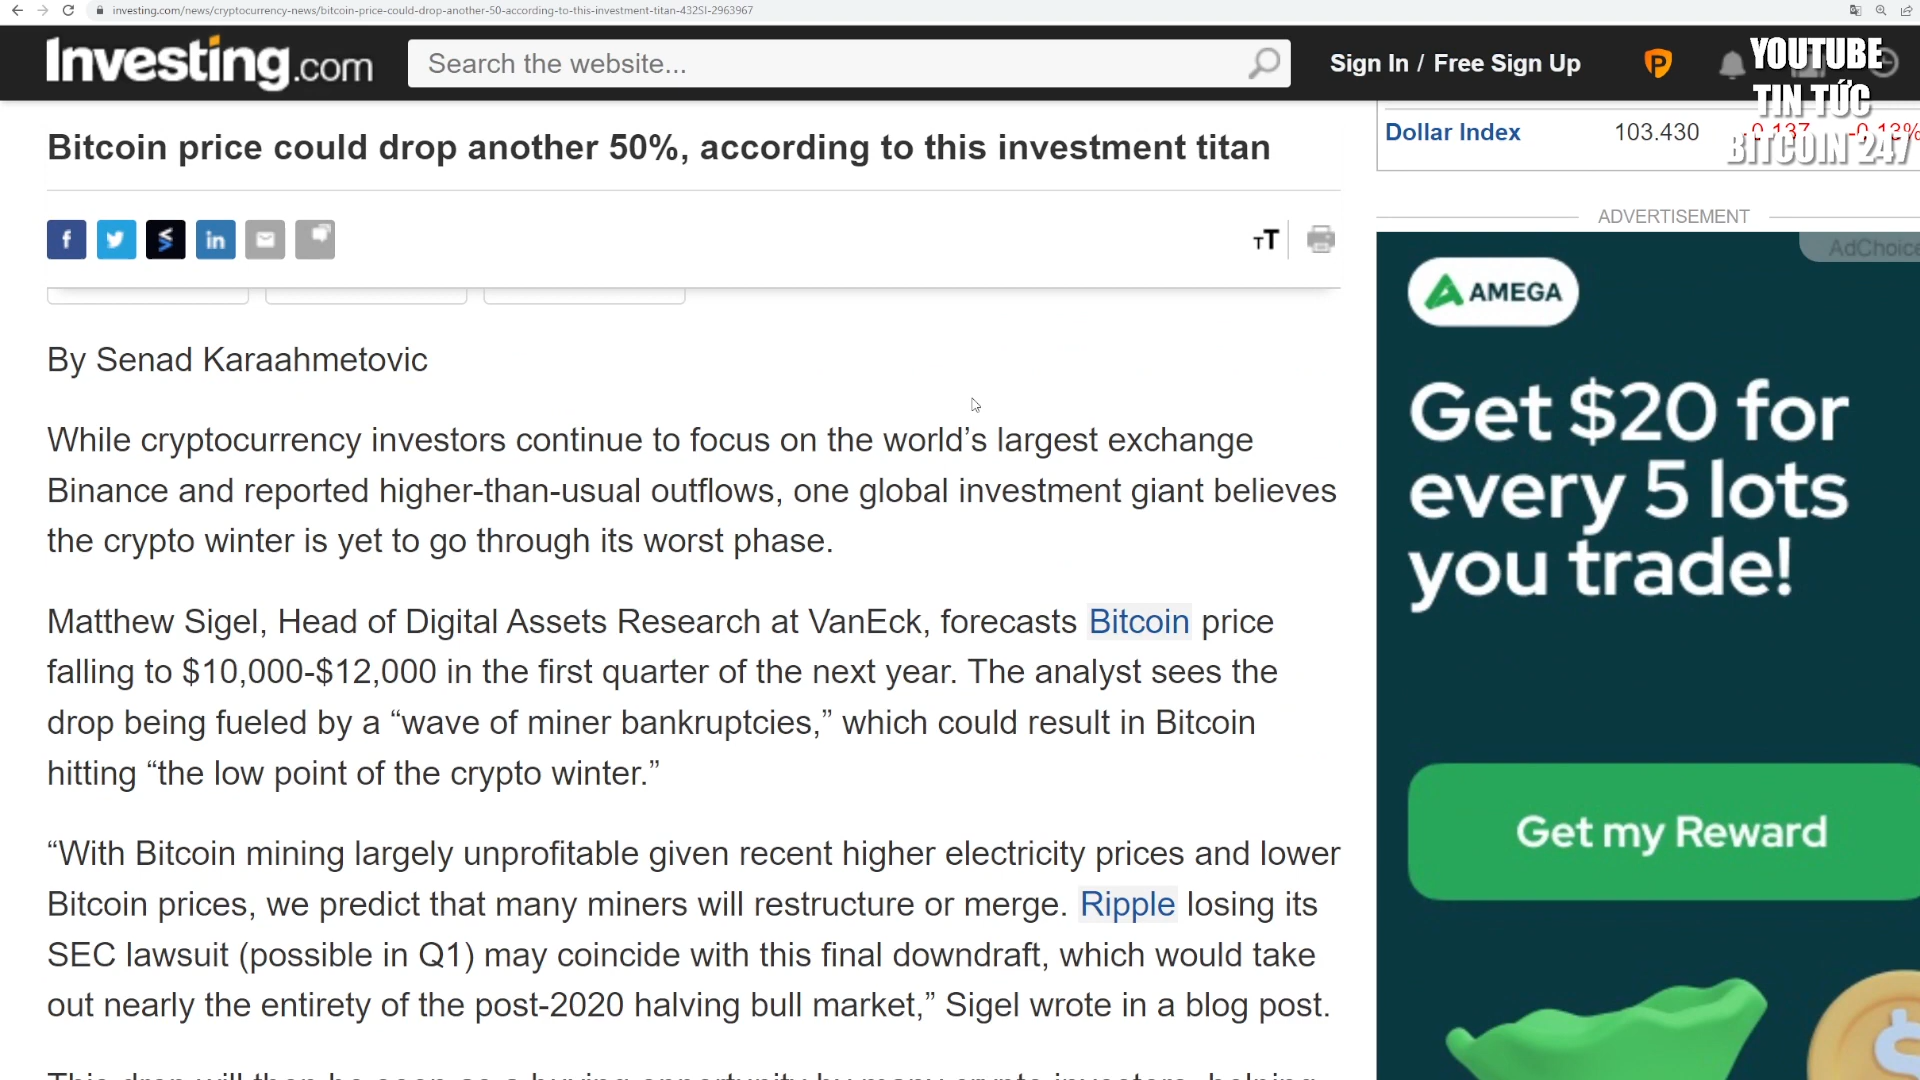 investing.com/news/cryptocurrency-news/bitcoin-price-could-drop-another-50-according-to-this-investment-titan-432SI-2963967
Investing.com
Search the website...
Sign In / Free Sign Up
YOUTUBE
TIN TỨC
BITCOIN 247
Bitcoin price could drop another 50%, according to this investment titan
Dollar Index 103.430 -0.137 -0.13%
ADVERTISEMENT
AdChoice
AMEGA
Get $20 for
every 5 lots
you trade!
Get my Reward
By Senad Karaahmetovic
While cryptocurrency investors continue to focus on the world’s largest exchange
Binance and reported higher-than-usual outflows, one global investment giant believes
the crypto winter is yet to go through its worst phase.
Matthew Sigel, Head of Digital Assets Research at VanEck, forecasts Bitcoin price
falling to $10,000-$12,000 in the first quarter of the next year. The analyst sees the
drop being fueled by a “wave of miner bankruptcies,” which could result in Bitcoin
hitting “the low point of the crypto winter.”
“With Bitcoin mining largely unprofitable given recent higher electricity prices and lower
Bitcoin prices, we predict that many miners will restructure or merge. Ripple losing its
SEC lawsuit (possible in Q1) may coincide with this final downdraft, which would take
out nearly the entirety of the post-2020 halving bull market,” Sigel wrote in a blog post.